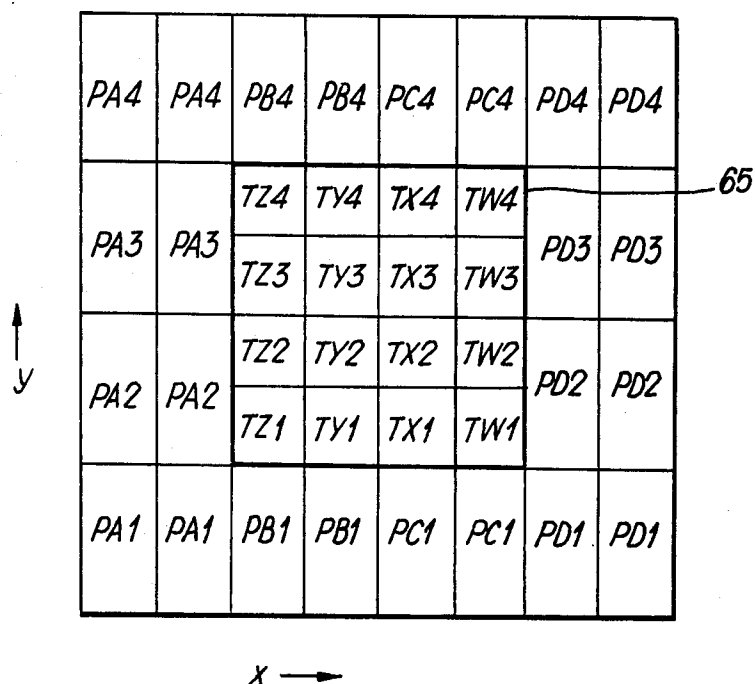 PA4 PA4 PB4 PB4 PC4 PC4 PD4 PD4
TZ4 TY4 TX4 TW4 65
PA3 PA3 PD3 PD3
TZ3 TY3 TX3 TW3
TZ2 TY2 TX2 TW2
y PA2 PA2 PD2 PD2
TZ1 TY1 TX1 TW1
PA1 PA1 PB1 PB1 PC1 PC1 PD1 PD1
x